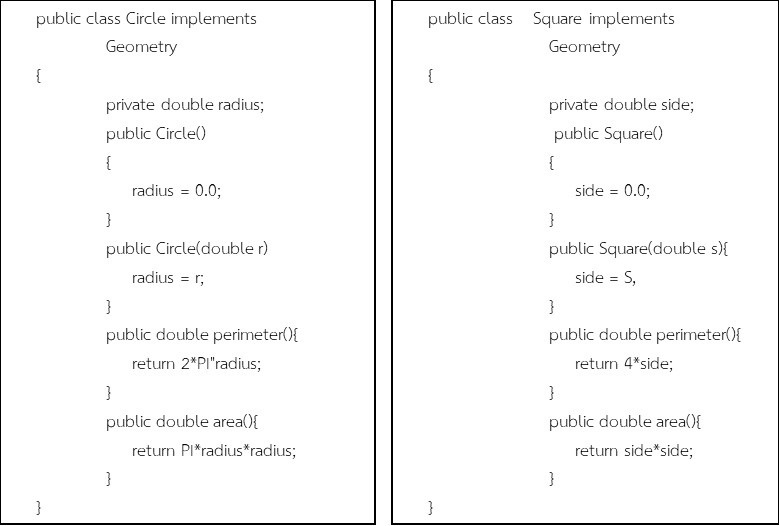 public class Circle implements
Geometry
{
private double radius;
public Circle()
{
radius = 0.0;
}
public Circle(double r)
radius = r;
}
public double perimeter(){
return 2*PI"radius;
}
public double area(){
return PI*radius*radius;
}
}
public class Square implements
Geometry
{
private double side;
public Square()
{
side = 0.0;
}
public Square(double s){
side = S,
}
public double perimeter(){
return 4*side;
}
public double area(){
return side*side;
}
}